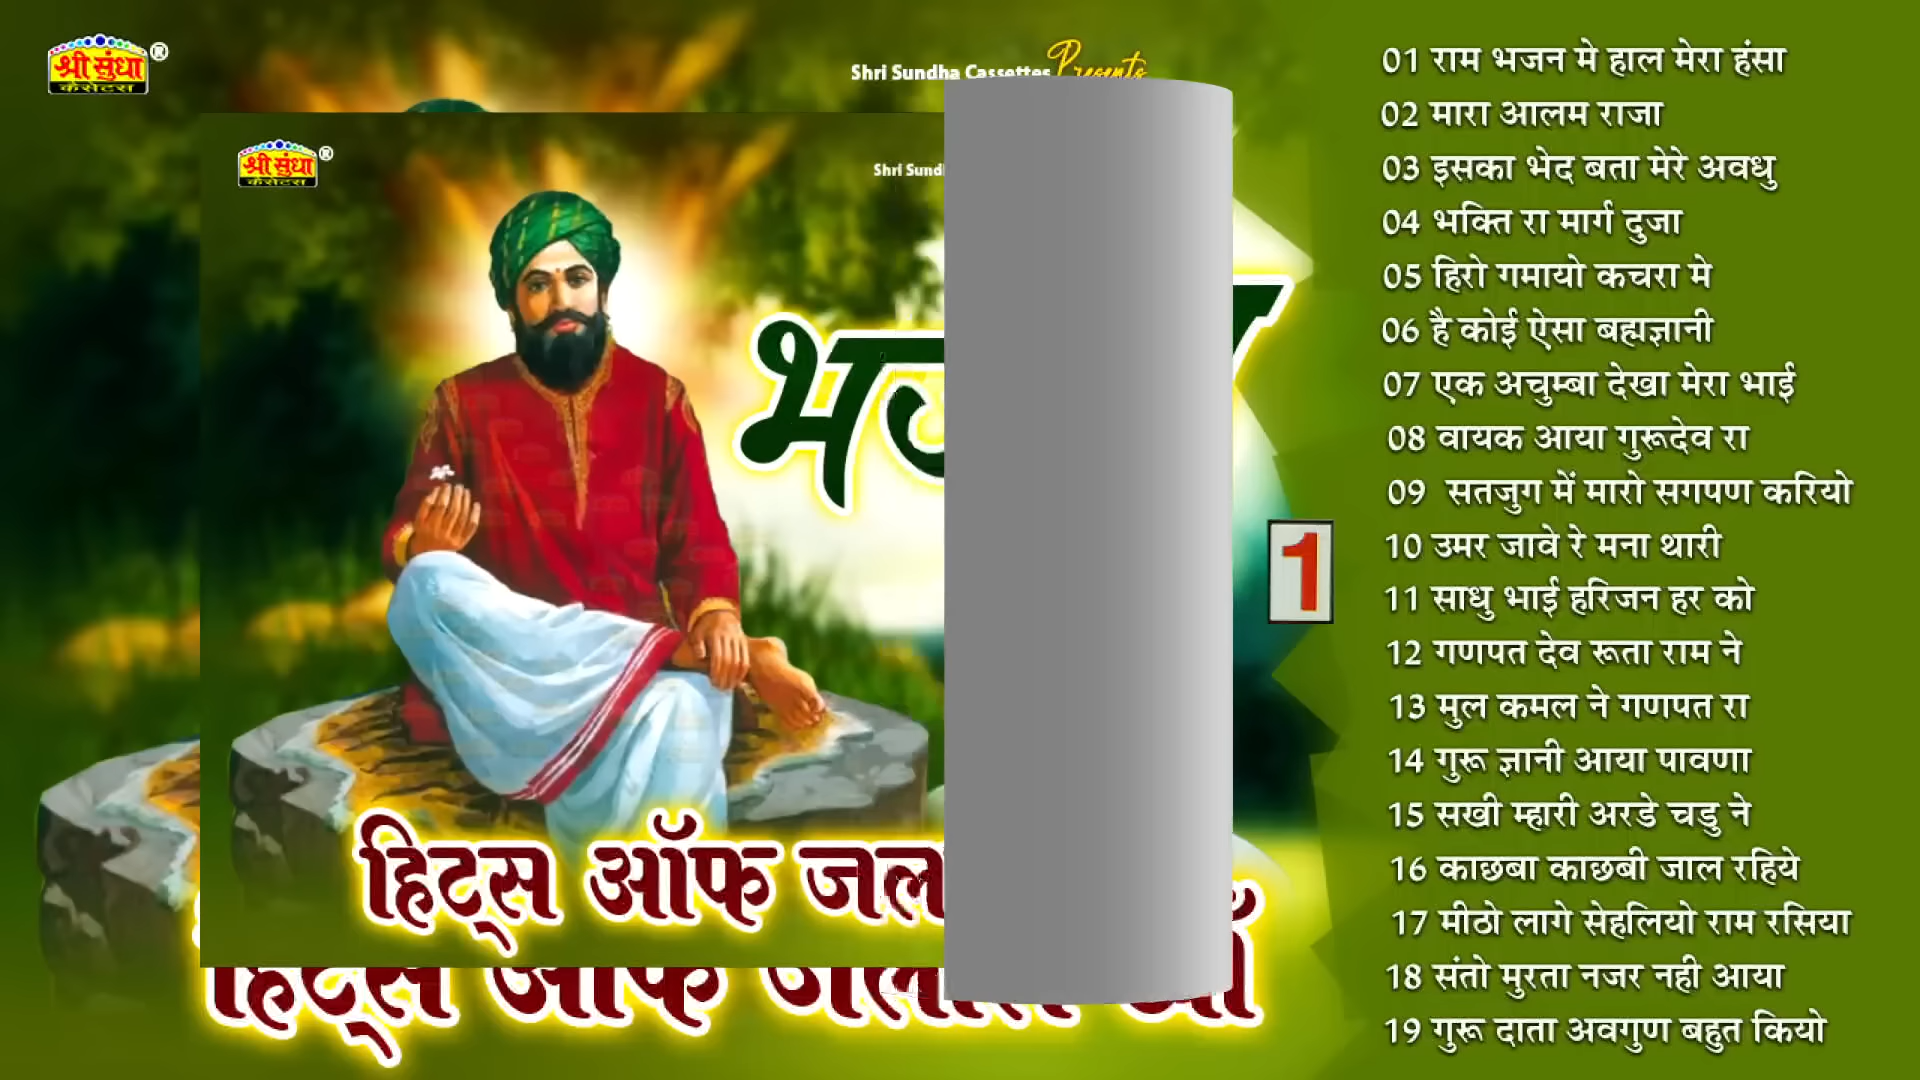 श्री सुंधा ®
कॅसेटस
Shri Sundha Cassettes Presents
श्री सुंधा ®
कॅसेटस
Shri Sund
हिट्स ऑफ जल
1
01 राम भजन मे हाल मेरा हंसा
02 मारा आलम राजा
03 इसका भेद बता मेरे अवधु
04 भक्ति रा मार्ग दुजा
05 हिरो गमायो कचरा मे
06 है कोई ऐसा बह्मज्ञानी
07 एक अचुम्बा देखा मेरा भाई
08 वायक आया गुरूदेव रा
09 सतजुग में मारो सगपण करियो
10 उमर जावे रे मना थारी
11 साधु भाई हरिजन हर को
12 गणपत देव रूता राम ने
13 मुल कमल ने गणपत रा
14 गुरू ज्ञानी आया पावणा
15 सखी म्हारी अरडे चडु ने
16 काछबा काछबी जाल रहिये
17 मीठो लागे सेहलियो राम रसिया
18 संतो मुरता नजर नही आया
19 गुरू दाता अवगुण बहुत कियो